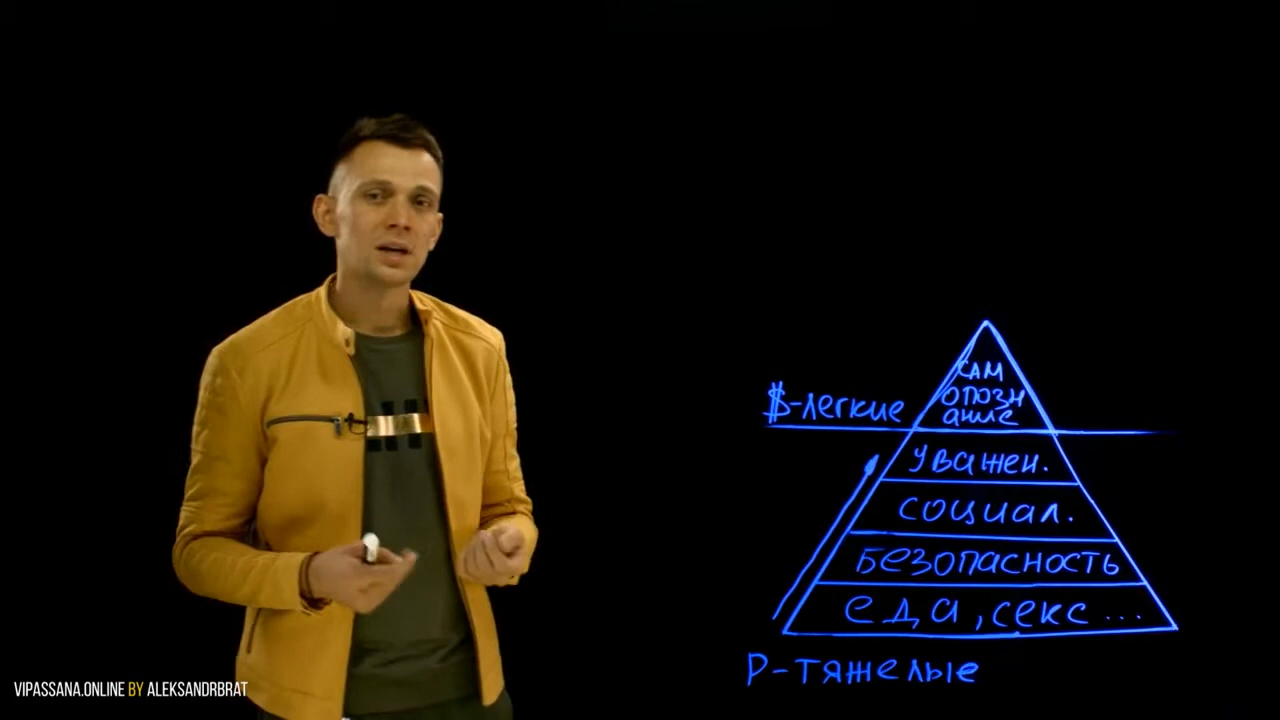 $-легкие
сам
опозн
ание
уважен.
социал.
безопасность
еда, секс...
Р-тяжелые
VIPASSANA.ONLINE BY ALEKSANDRBRAT